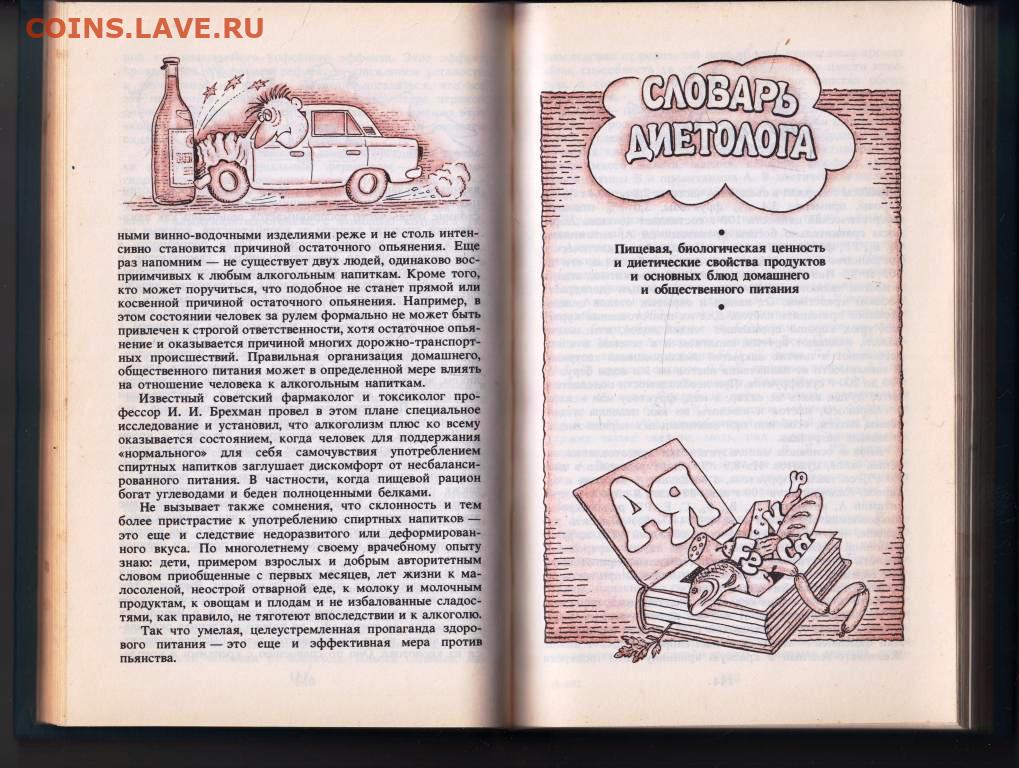 COINS.LAVE.RU
ными винно-водочными изделиями реже и не столь интен-
сивно становится причиной остаточного опьянения. Еще
раз напомним — не существует двух людей, одинаково вос-
приимчивых к любым алкогольным напиткам. Кроме того,
кто может поручиться, что подобное не станет прямой или
косвенной причиной остаточного опьянения. Например, в
этом состоянии человек за рулем формально не может быть
привлечен к строгой ответственности, хотя остаточное опья-
нение и оказывается причиной многих дорожно-транспорт-
ных происшествий. Правильная организация домашнего,
общественного питания может в определенной мере влиять
на отношение человека к алкогольным напиткам.
Известный советский фармаколог и токсиколог про-
фессор И. И. Брехман провел в этом плане специальное
исследование и установил, что алкоголизм плюс ко всему
оказывается состоянием, когда человек для поддержания
«нормального» для себя самочувствия употреблением
спиртных напитков заглушает дискомфорт от несбаланси-
рованного питания. В частности, когда пищевой рацион
богат углеводами и беден полноценными белками.
Не вызывает также сомнения, что склонность и тем
более пристрастие к употреблению спиртных напитков —
это еще и следствие недоразвитого или деформирован-
ного вкуса. По многолетнему своему врачебному опыту
знаю: дети, примером взрослых и добрым авторитетным
словом приобщенные с первых месяцев, лет жизни к ма-
лосоленой, неострой отварной еде, к молоку и молочным
продуктам, к овощам и плодам и не избалованные сладос-
тями, как правило, не тяготеют впоследствии и к алкоголю.
Так что умелая, целеустремленная пропаганда здоро-
вого питания — это еще и эффективная мера против
пьянства.
СЛОВАРЬ
ДИЕТОЛОГА
•
Пищевая, биологическая ценность
и диетические свойства продуктов
и основных блюд домашнего
и общественного питания
•
АЯ